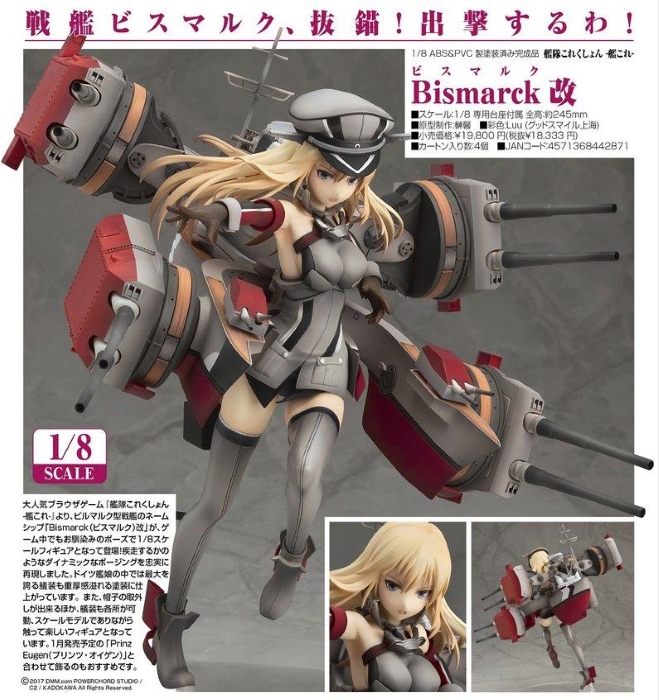 戦艦ビスマルク、抜錨！出撃するわ！
1/8 ABS&PVC 製塗装済み完成品 艦隊これくしょん -艦これ-
ビスマルク
Bismarck 改
■スケール:1/8 専用台座付属 全高:約245mm
■原型制作:榊馨 ■彩色:Luu (グッドスマイル上海)
■小売価格:￥19,800 円(税抜￥18,333 円)
■カートン入り数:4個 ■JANコード:4571368442871
1/8
SCALE
大人気ブラウザゲーム『艦隊これくしょん
-艦これ-』より、ビルマルク型戦艦のネーム
シップ「Bismarck(ビスマルク)改」が、ゲ
ーム中でもお馴染みのポーズで1/8スケ
ールフィギュアとなって登場!疾走するかの
ようなダイナミックなポージングを忠実に
再現しました。ドイツ艦娘の中では最大を
誇る艤装も重厚感溢れる塗装に仕
上がっています。また、帽子の取外
しが出来るほか、艤装も各所が可
動、スケールモデルでありながら
触って楽しいフィギュアとなって
います。1月発売予定の「Prinz
Eugen(プリンツ・オイゲン)」と
合わせて飾るのもおすすめです。
©2017 DMM.com POWERCHORD STUDIO /
C2 / KADOKAWA All Rights Reserved.